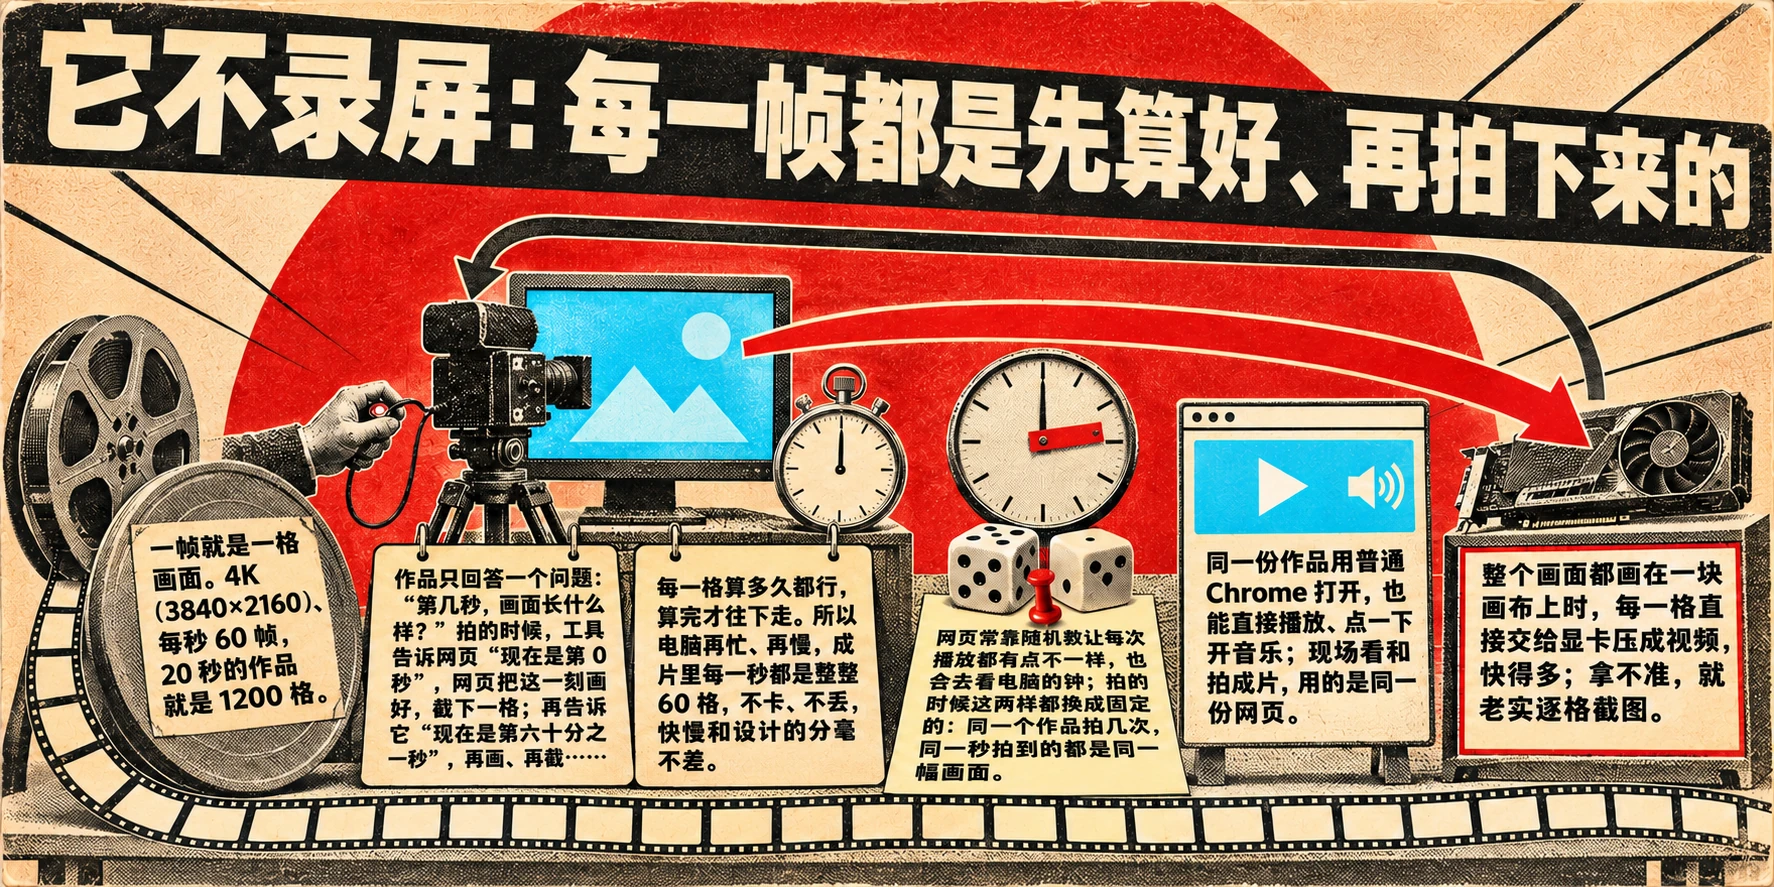 它不录屏：每一帧都是先算好、再拍下来的
一帧就是一格
画面。4K
（3840×2160）、
每秒 60 帧，
20 秒的作品
就是 1200 格。
作品只回答一个问题：
“第几秒，画面长什么
样？”拍的时候，工具
告诉网页“现在是第 0
秒”，网页把这一刻画
好，截下一格；再告诉
它“现在是第六十分之
一秒”，再画、再截……
每一格算多久都行，
算完才往下走。所以
电脑再忙、再慢，成
片里每一秒都是整整
60 格，不卡、不丢，
快慢和设计的分毫
不差。
网页常靠随机数让每次
播放都有点不一样，也
会去看电脑的钟；拍的
时候这两样都换成固定
的：同一个作品拍几次，
同一秒拍到的都是同一
幅画面。
同一份作品用普通
Chrome 打开，也
能直接播放、点一下
开音乐；现场看和
拍成片，用的是同一
份网页。
整个画面都画在一块
画布上时，每一格直
接交给显卡压成视频，
快得多；拿不准，就
老实逐格截图。